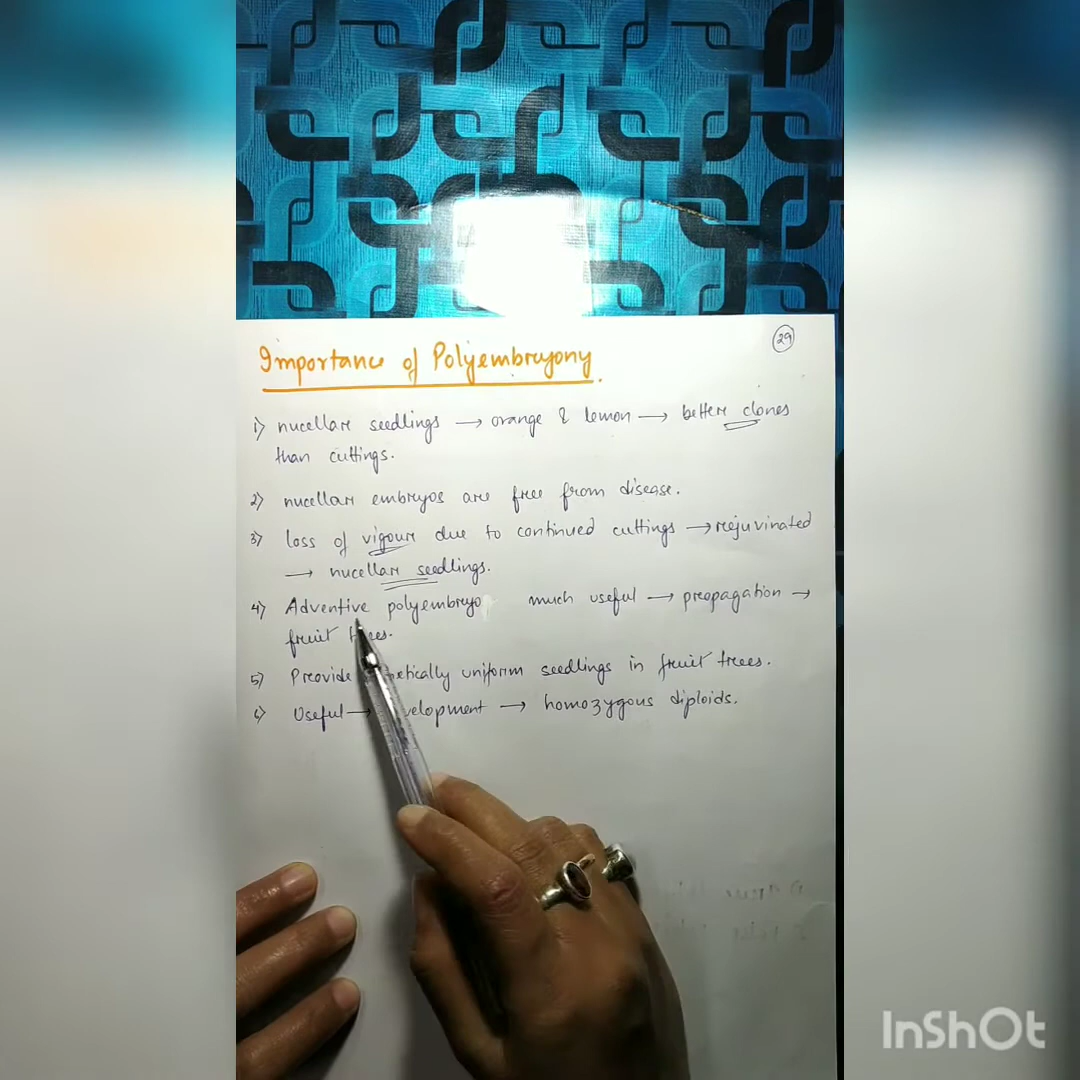 29
Importance of Polyembryony.
1) nucellar seedlings → orange & lemon → better clones
than cuttings.
2) nucellar embryos are free from disease.
3) loss of vigour due to continued cuttings → rejuvinated
→ nucellar seedlings.
4) Adventive polyembryo much useful → propagation →
fruit trees.
5) Provide uniform seedlings in fruit trees.
6) Useful → → homozygous diploids.
InShOt